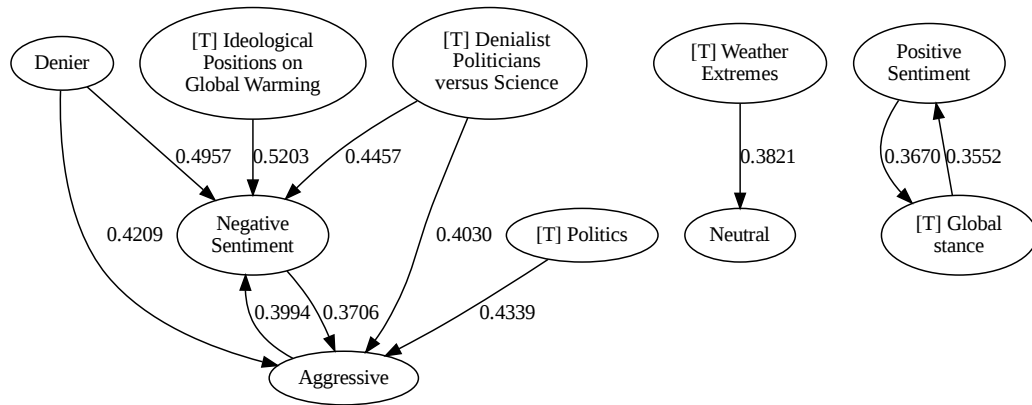 Denier
[T] Ideological
Positions on
Global Warming
[T] Denialist
Politicians
versus Science
[T] Weather
Extremes
Positive
Sentiment
0.4957
0.5203
0.4457
0.3821
0.3670
0.3552
Negative
Sentiment
0.4209
0.4030
[T] Politics
Neutral
[T] Global
stance
0.3994
0.3706
0.4339
Aggressive